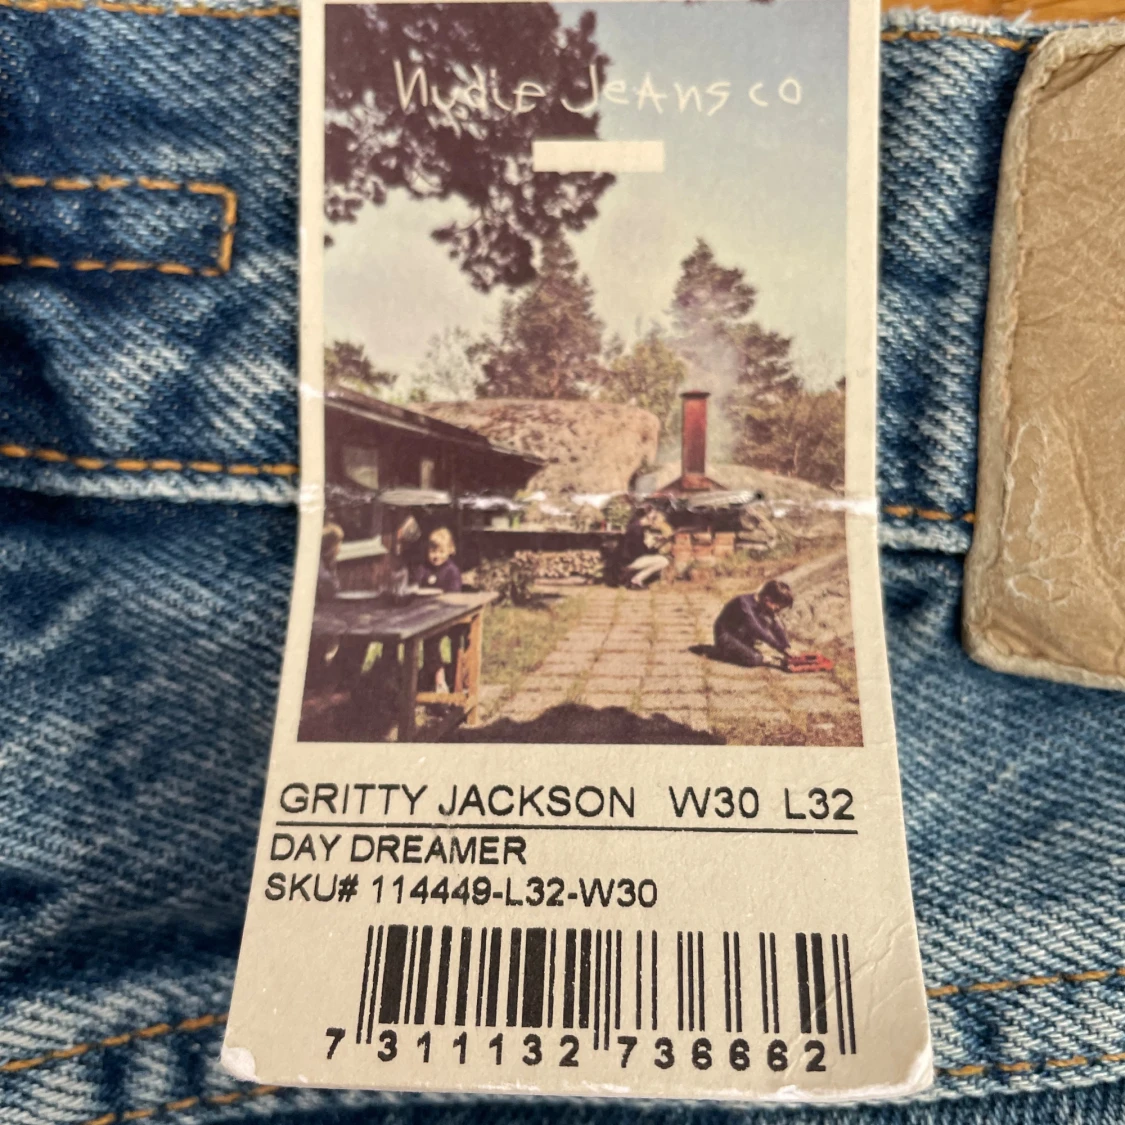 Nudie Jeans co
GRITTY JACKSON W30 L32
DAY DREAMER
SKU# 114449-L32-W30
7 311132 736662